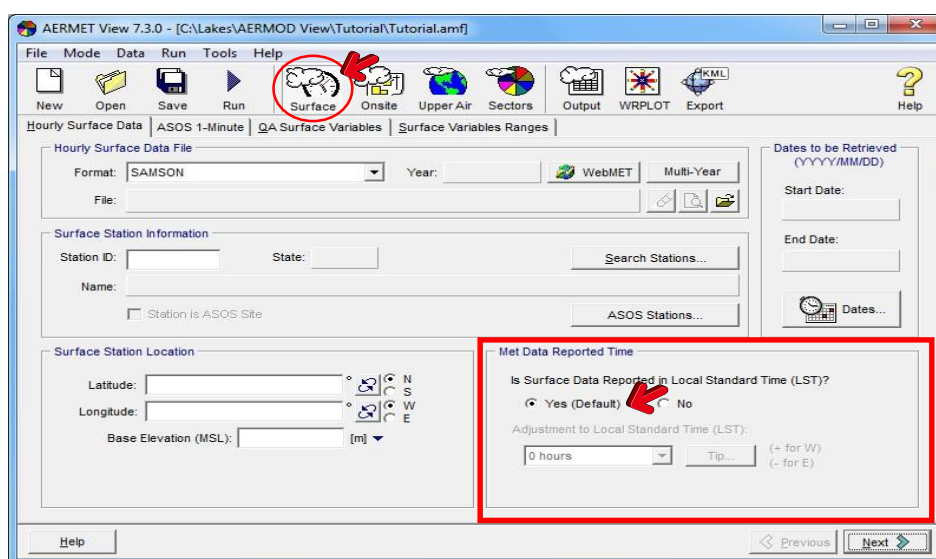 AERMET View 7.3.0 - [C:\Lakes\AERMOD View\Tutorial\Tutorial.amf]
File Mode Data Run Tools Help
KML
New Open Save Run Surface Onsite Upper Air Sectors Output WRPLOT Export Help
Hourly Surface Data ASOS 1-Minute QA Surface Variables Surface Variables Ranges
Hourly Surface Data File
Format: SAMSON Year: WebMET Multi-Year
File:
Dates to be Retrieved
(YYYY/MM/DD)
Start Date:
End Date:
Dates...
Surface Station Information
Station ID: State: Search Stations...
Name:
Station is ASOS Site ASOS Stations...
Surface Station Location
Latitude: ° N
S
Longitude: ° W
E
Base Elevation (MSL): [m]
Met Data Reported Time
Is Surface Data Reported in Local Standard Time (LST)?
Yes (Default) No
Adjustment to Local Standard Time (LST):
0 hours Tip... (+ for W)
(- for E)
Help Previous Next